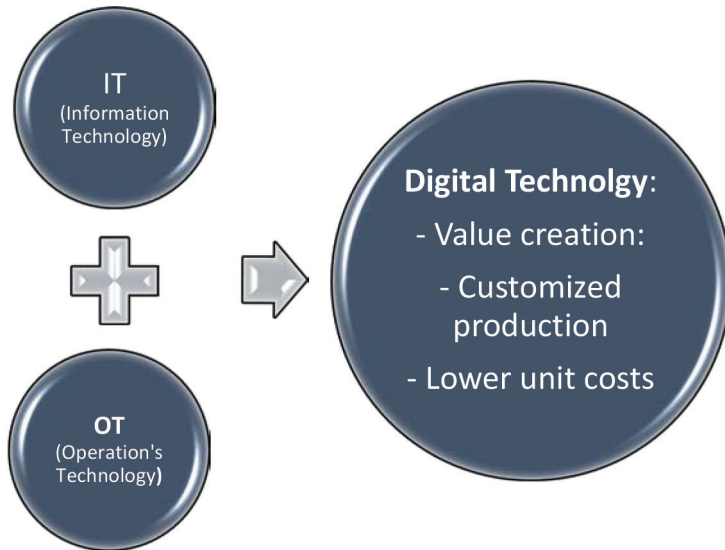 IT
(Information
Technology)
OT
(Operation's
Technology)
Digital Technolgy:
- Value creation:
- Customized
production
- Lower unit costs